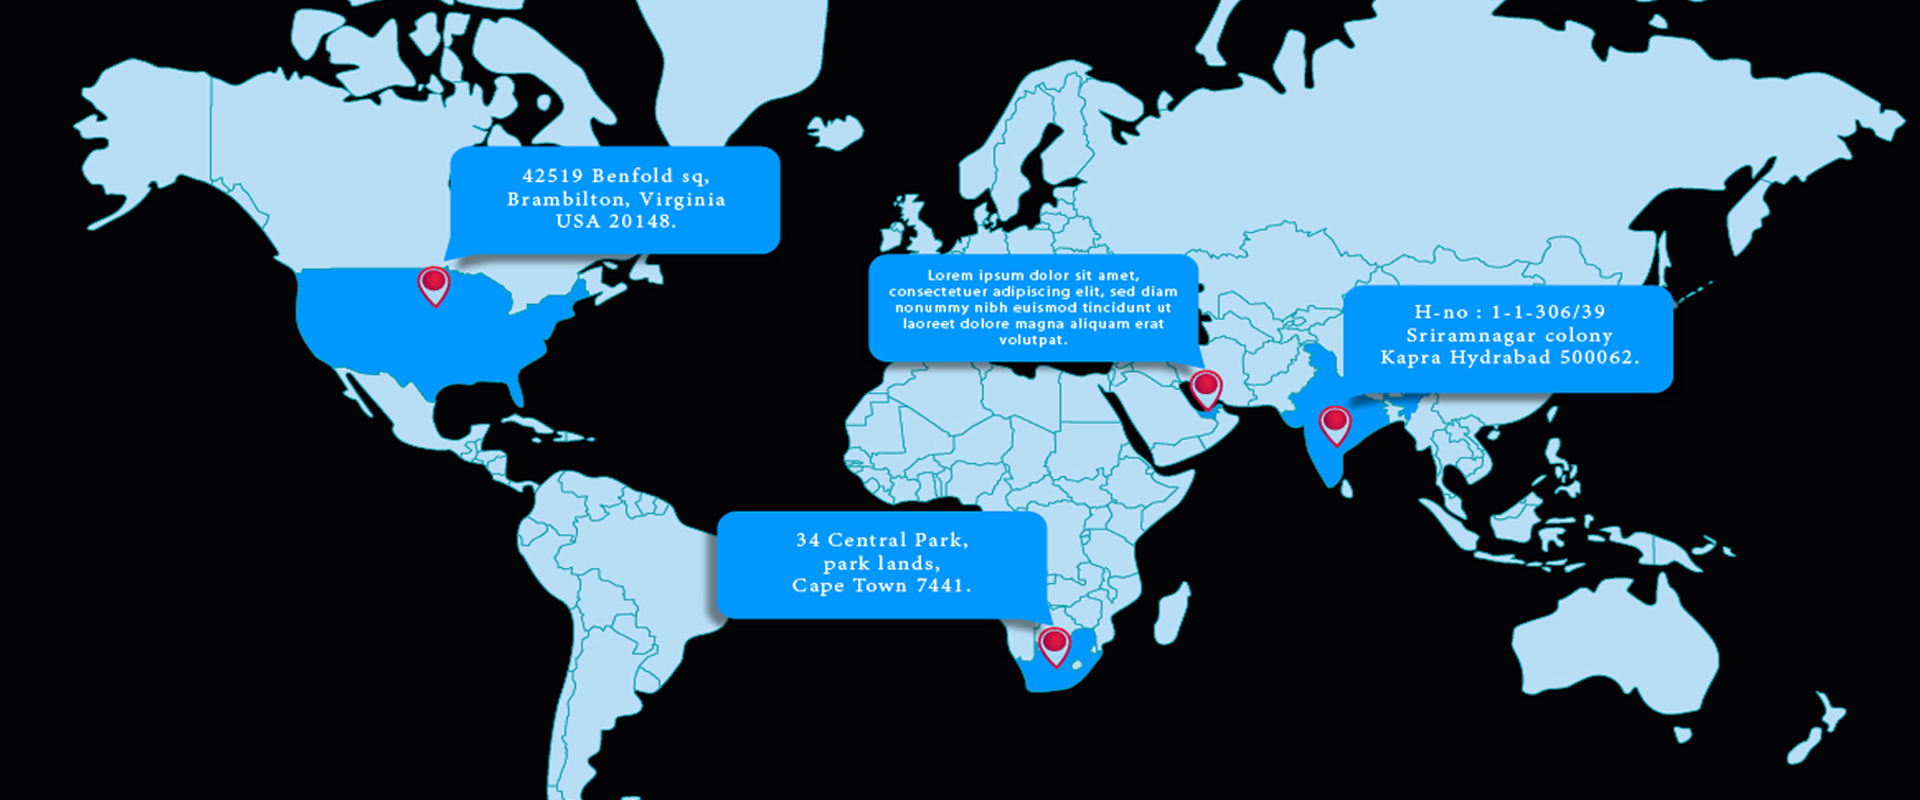 42519 Benfold sq,
Brambilton, Virginia
USA 20148.
Lorem ipsum dolor sit amet,
consectetuer adipiscing elit, sed diam
nonummy nibh euismod tincidunt ut
laoreet dolore magna aliquam erat
volutpat.
H-no : 1-1-306/39
Sriramnagar colony
Kapra Hydrabad 500062.
34 Central Park,
park lands,
Cape Town 7441.